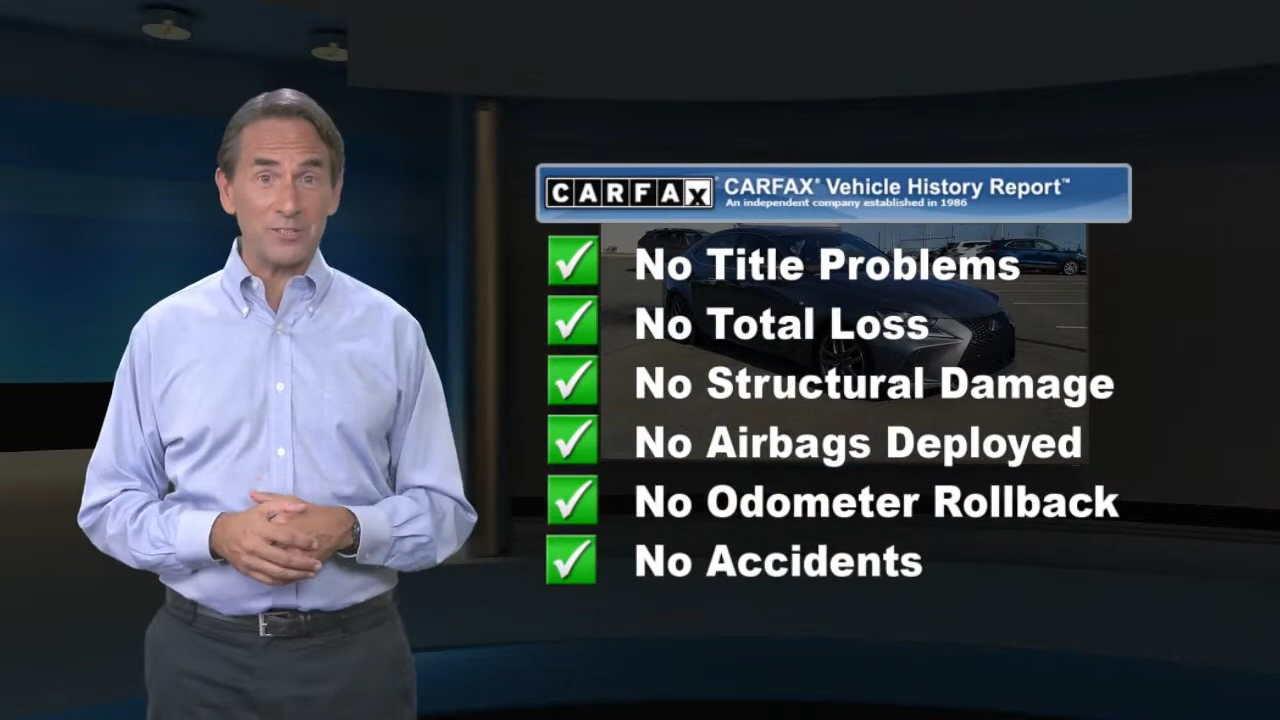 CARFAX® CARFAX® Vehicle History Report™
An independent company established in 1986
No Title Problems
No Total Loss
No Structural Damage
No Airbags Deployed
No Odometer Rollback
No Accidents